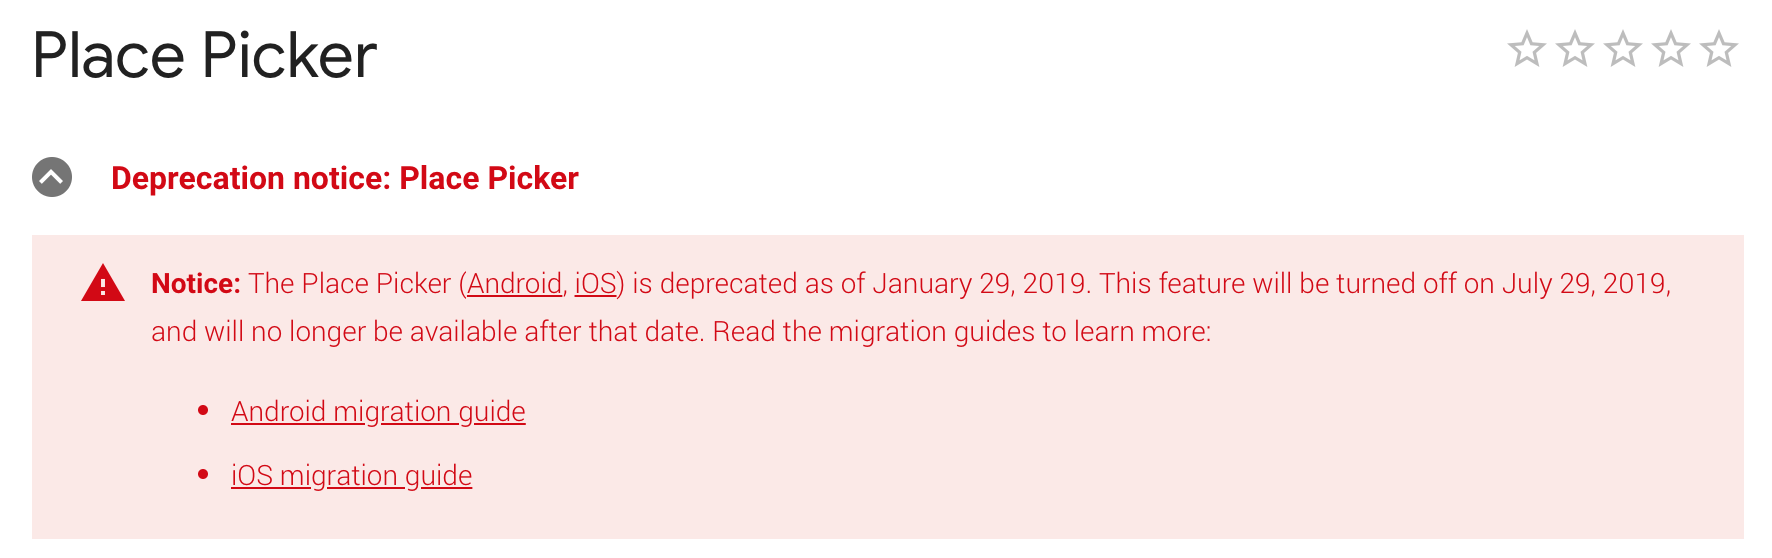 Place Picker
Deprecation notice: Place Picker
Notice: The Place Picker (Android, iOS) is deprecated as of January 29, 2019. This feature will be turned off on July 29, 2019,
and will no longer be available after that date. Read the migration guides to learn more:
• Android migration guide
• iOS migration guide